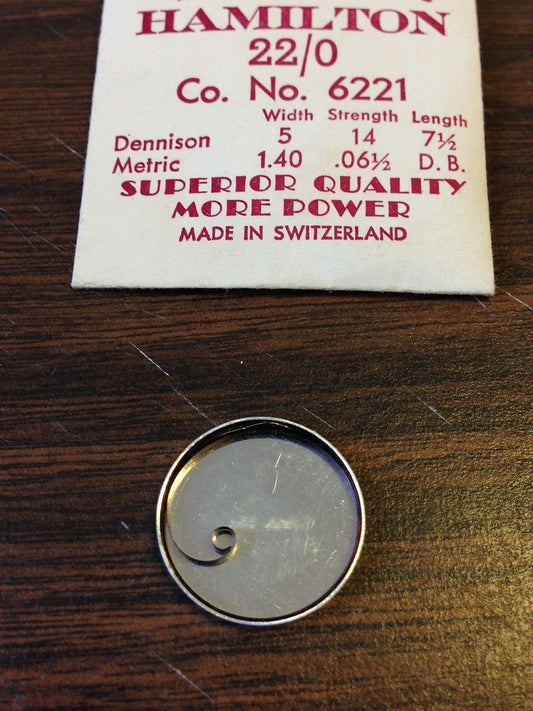 HAMILTON
22/0
Co. No. 6221
Width Strength Length
Dennison 5 14 7½
Metric 1.40 .06½ D.B.
SUPERIOR QUALITY
MORE POWER
MADE IN SWITZERLAND